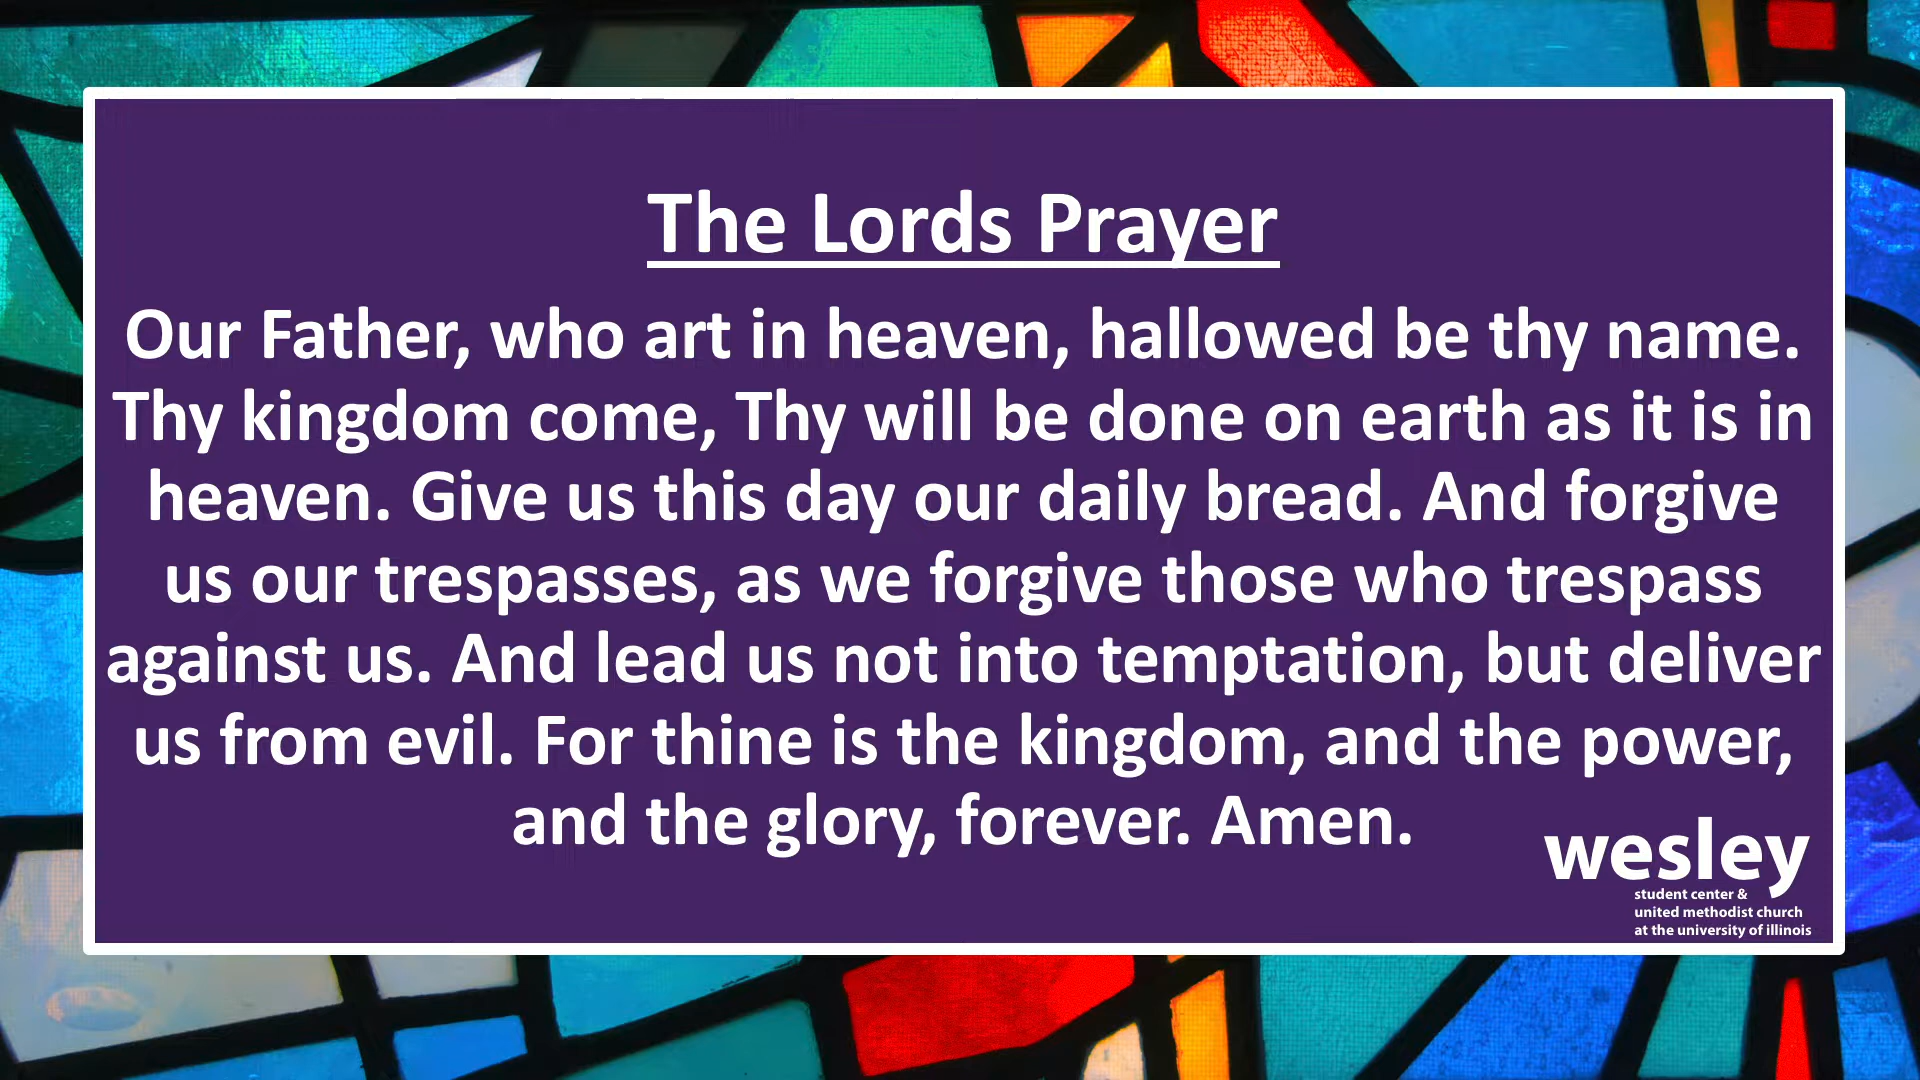 The Lords Prayer
Our Father, who art in heaven, hallowed be thy name.
Thy kingdom come, Thy will be done on earth as it is in
heaven. Give us this day our daily bread. And forgive
us our trespasses, as we forgive those who trespass
against us. And lead us not into temptation, but deliver
us from evil. For thine is the kingdom, and the power,
and the glory, forever. Amen.
wesley
student center &
united methodist church
at the university of illinois